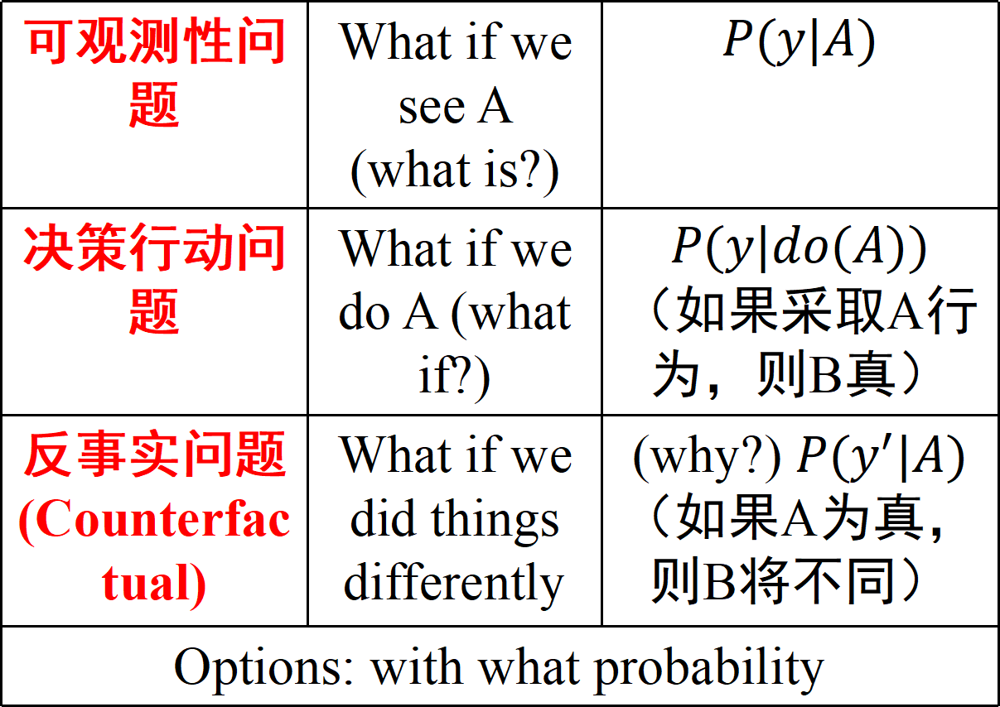 可观测性问
题
What if we
see A
(what is?)
P(y|A)
决策行动问
题
What if we
do A (what
if?)
P(y|do(A))
（如果采取A行
为，则B真）
反事实问题
(Counterfac
tual)
What if we
did things
differently
(why?) P(y′|A)
（如果A为真，
则B将不同）
Options: with what probability